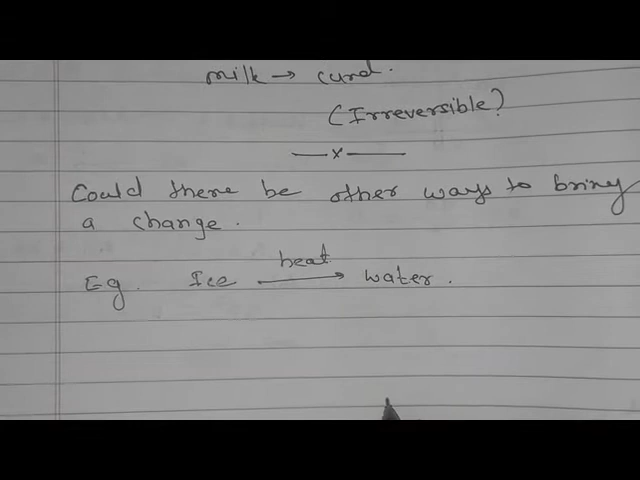 milk → curd.
(Irreversible?
—x—
Could there be other ways to bring
a change.
heat
Eg. Ice → water.